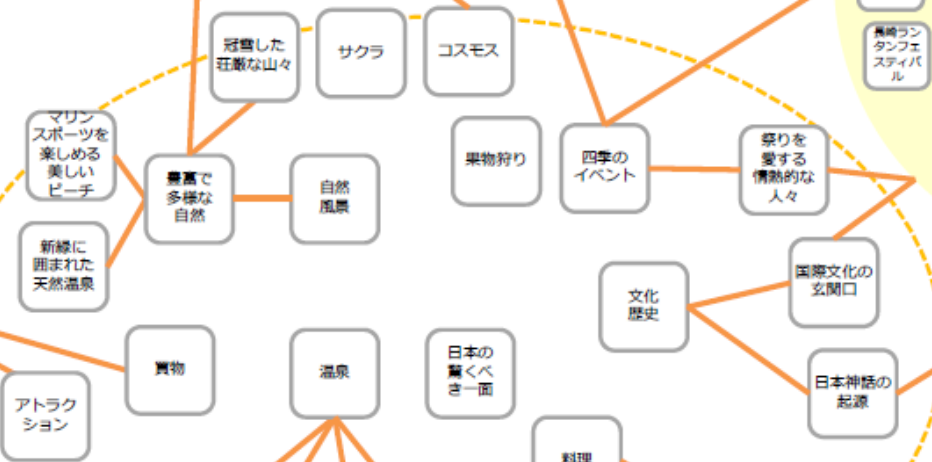 冠雪した
荘厳な山々
サクラ
コスモス
長崎ラン
タンフェ
スティバ
ル
マリン
スポーツを
楽しめる
美しい
ビーチ
豊富で
多様な
自然
自然
風景
果物狩り
四季の
イベント
祭りを
愛する
情熱的な
人々
新緑に
囲まれた
天然温泉
文化
歴史
国際文化の
玄関口
買物
温泉
日本の
驚くべ
き一面
日本神話の
起源
アトラク
ション
料理